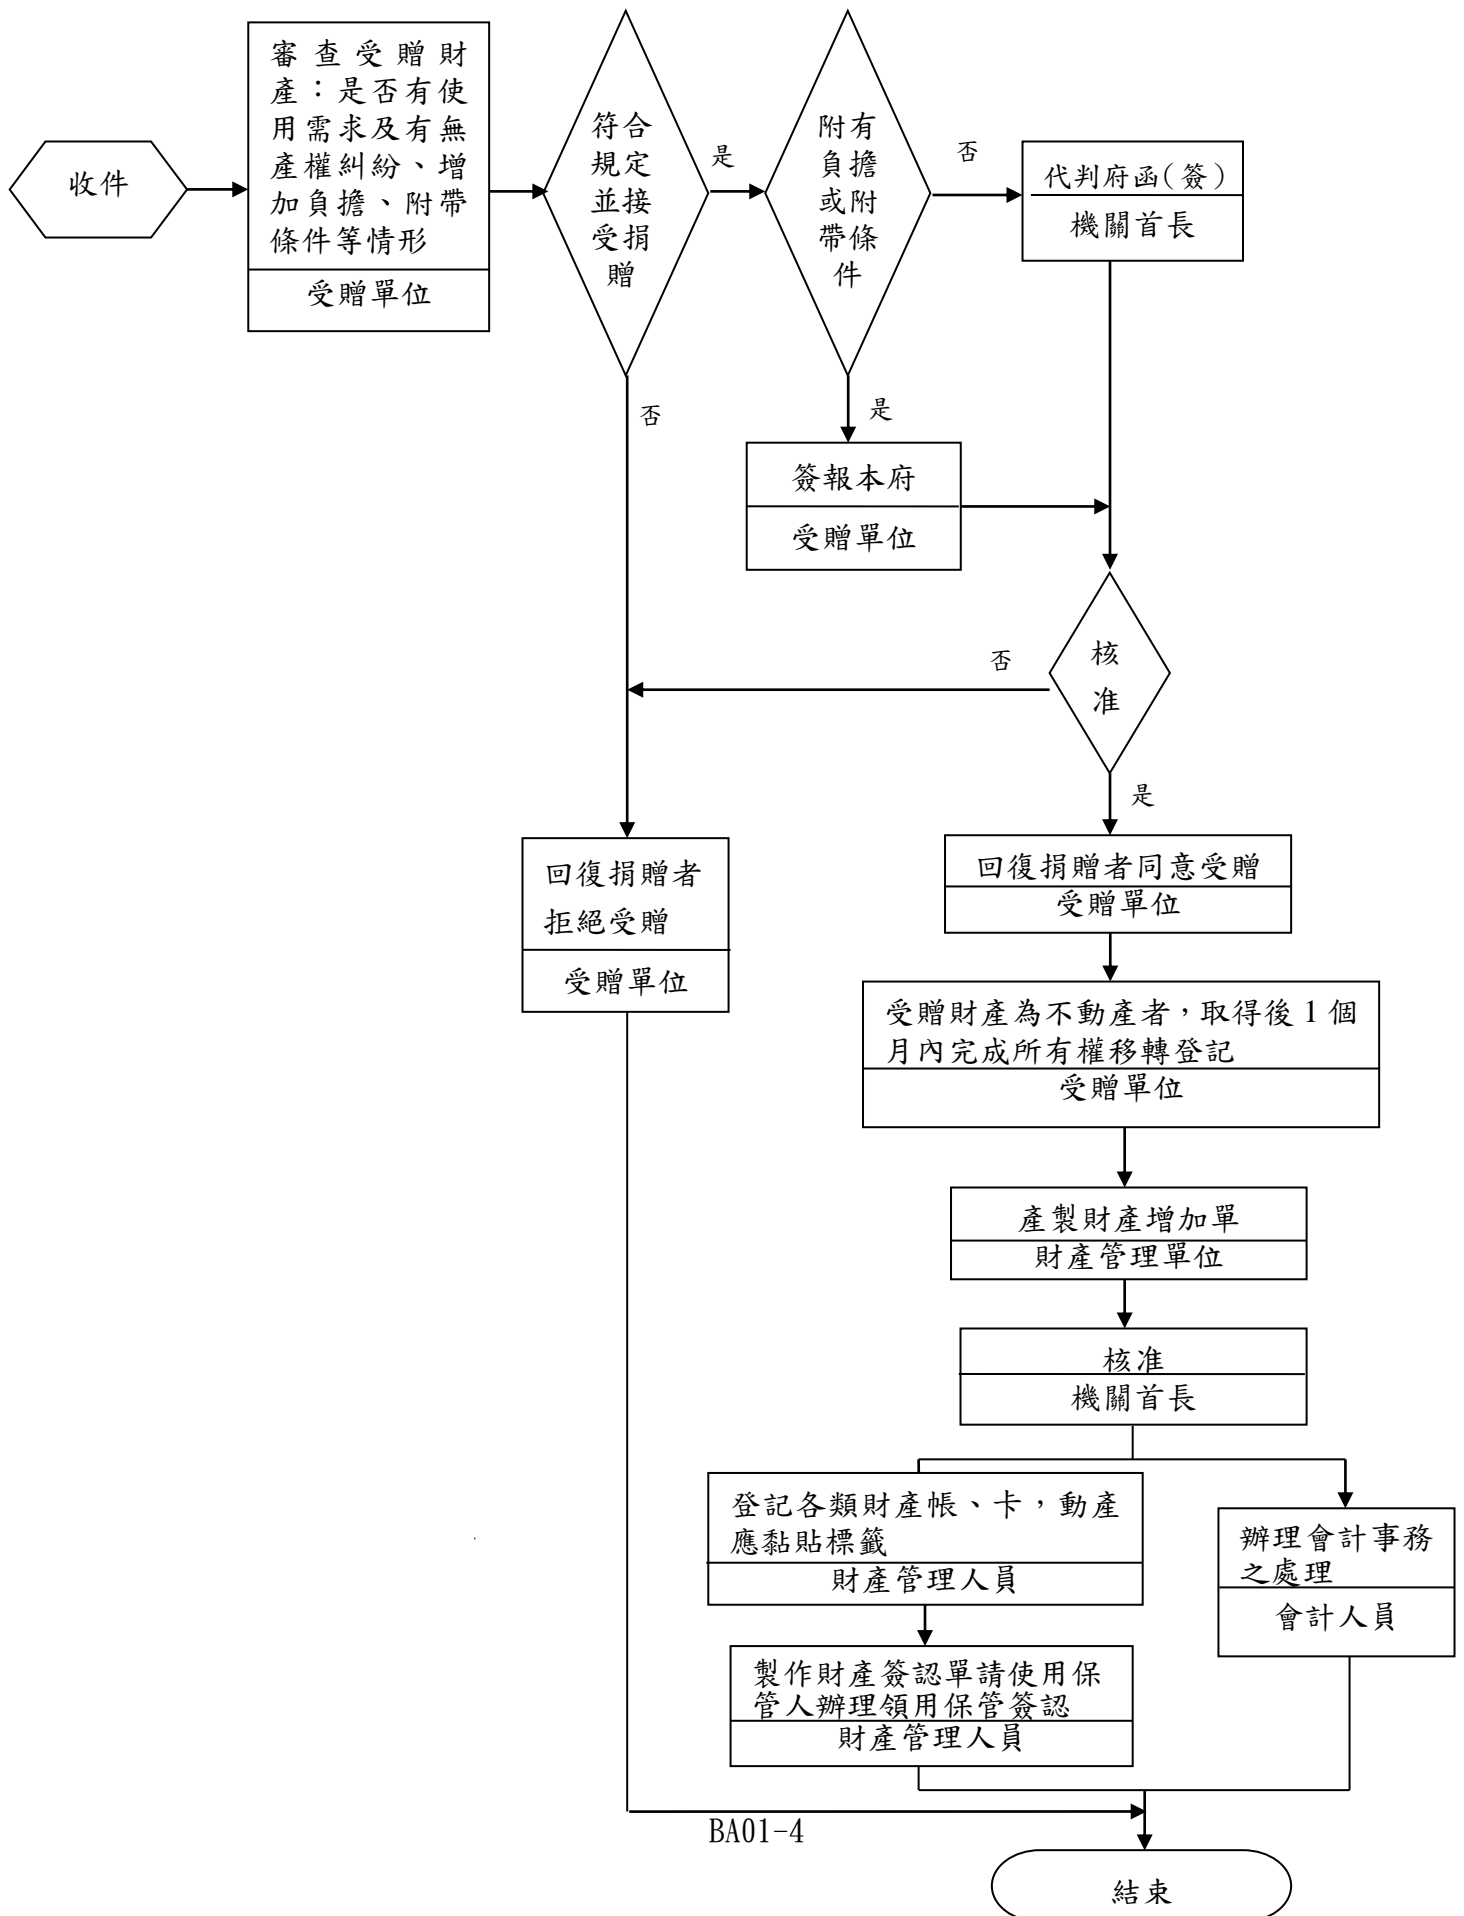 收件
審查受贈財
產：是否有使
用需求及有無
產權糾紛、增
加負擔、附帶
條件等情形
受贈單位
符合
規定
並接
受捐
贈
是
附有
負擔
或附
帶條
件
否
代判府函(簽)
機關首長
否
是
簽報本府
受贈單位
核
准
否
是
回復捐贈者
拒絕受贈
受贈單位
回復捐贈者同意受贈
受贈單位
受贈財產為不動產者，取得後1個
月內完成所有權移轉登記
受贈單位
產製財產增加單
財產管理單位
核准
機關首長
登記各類財產帳、卡，動產
應黏貼標籤
財產管理人員
辦理會計事務
之處理
會計人員
製作財產簽認單請使用保
管人辦理領用保管簽認
財產管理人員
BA01-4
結束